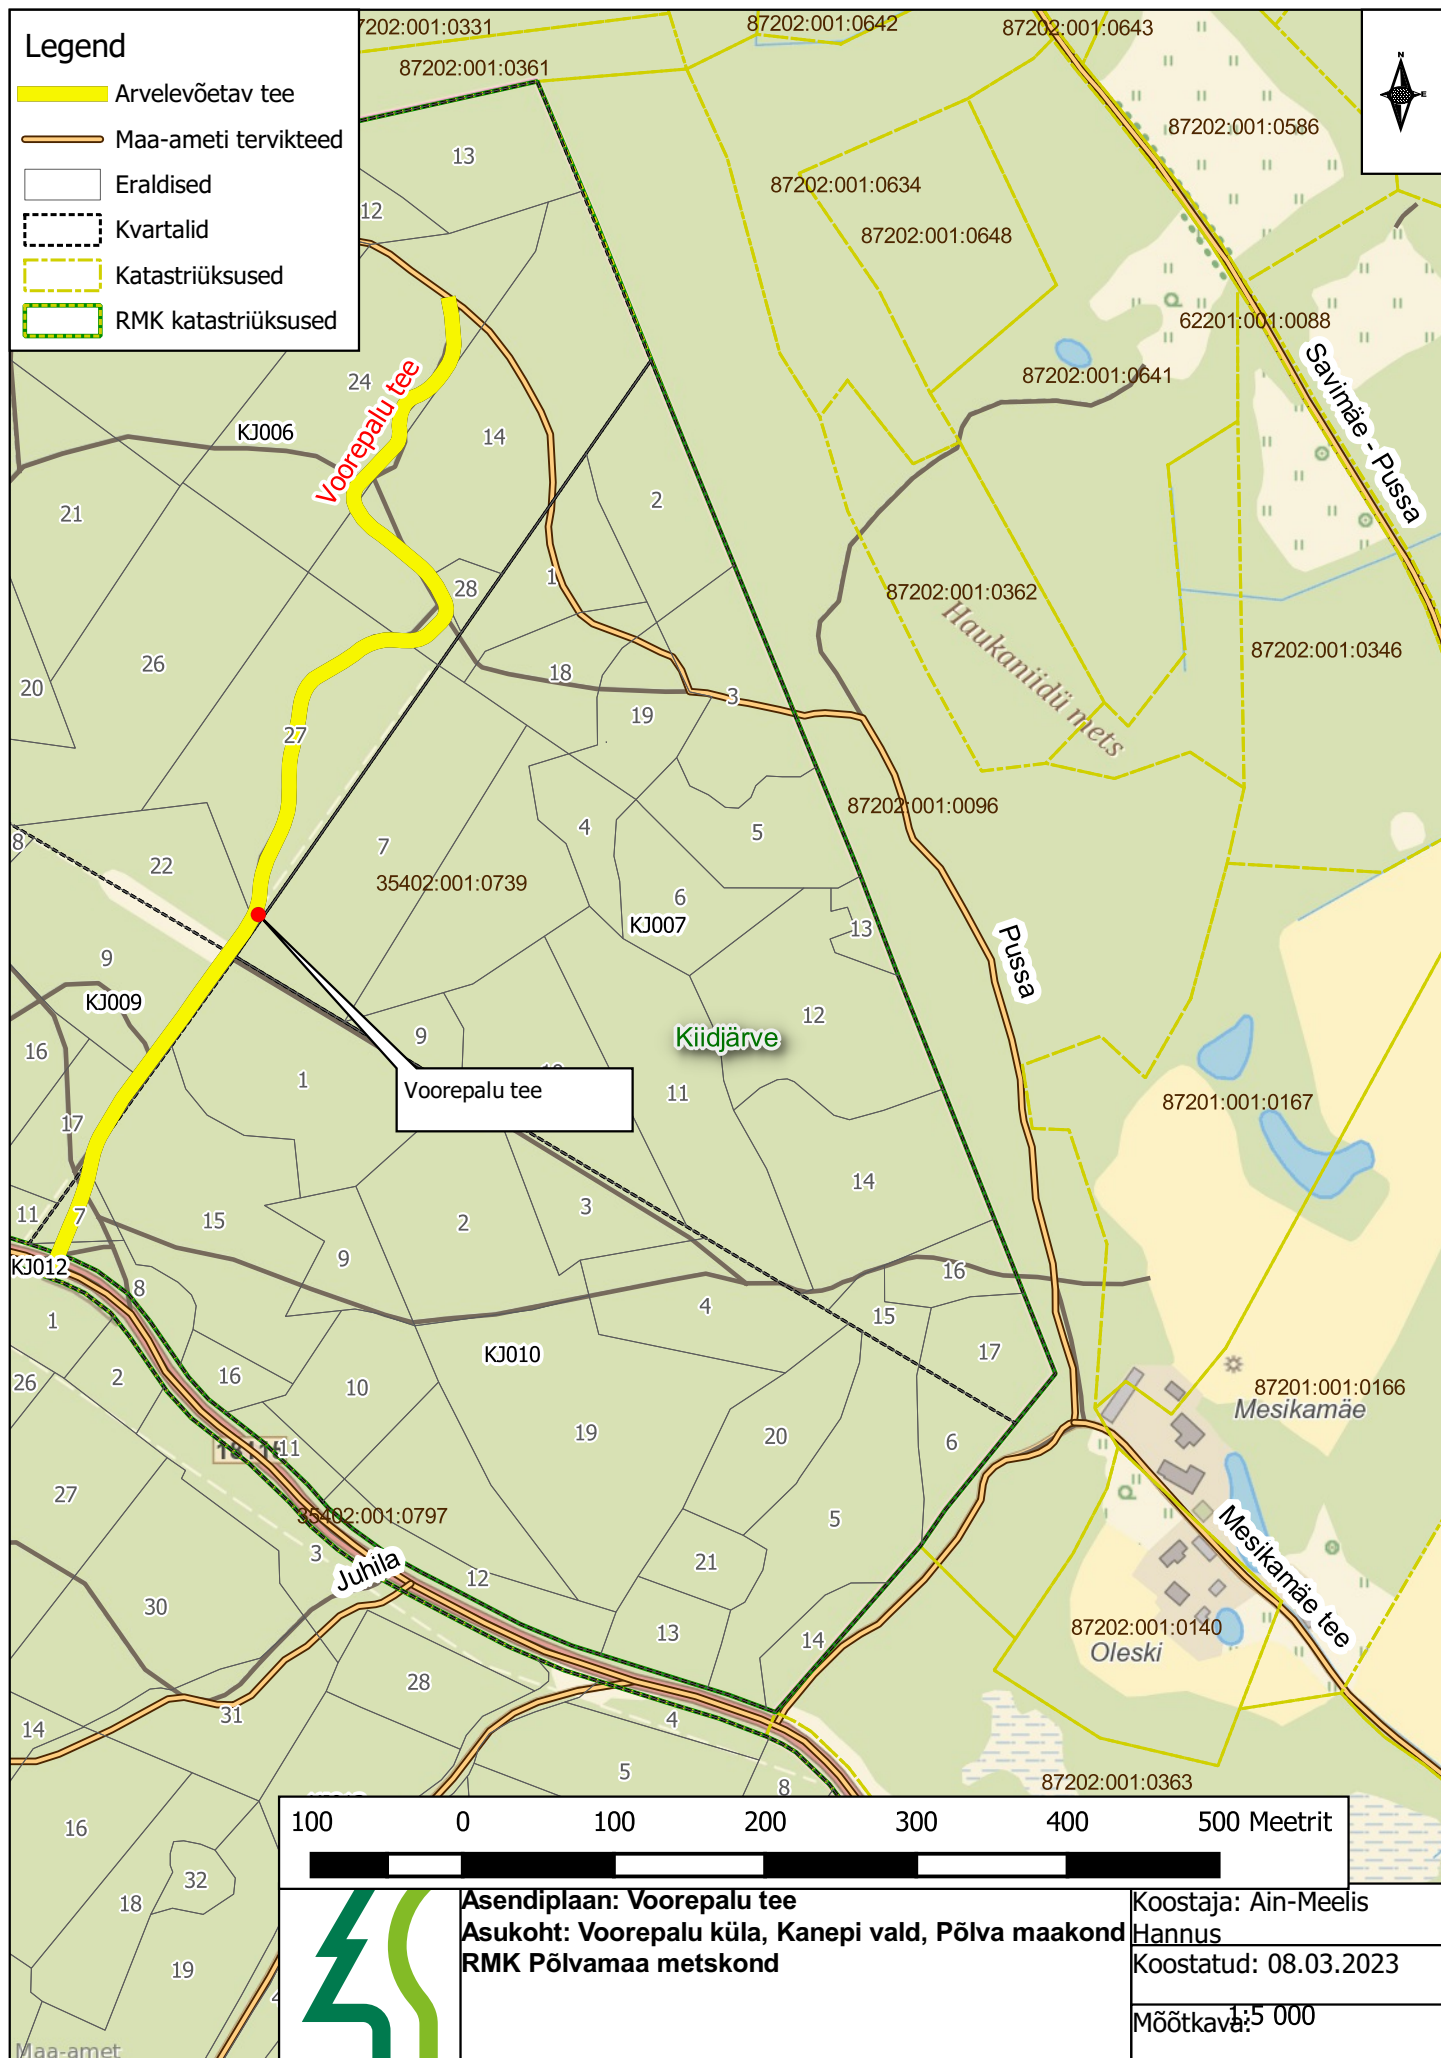 Legend
Arvelevõetav tee
Maa-ameti tervikteed
Eraldised
Kvartalid
Katastriüksused
RMK katastriüksused
87202:001:0331
87202:001:0642
87202:001:0643
87202:001:0361
N
E
87202:001:0586
13
87202:001:0634
12
87202:001:0648
62201:001:0088
Savimäe - Pussa
87202:001:0641
24
Voorepalu tee
KJ006
14
2
21
28
1
87202:001:0362
Haukaniidü mets
87202:001:0346
26
20
18
3
19
27
87202:001:0096
8
22
7
4
5
35402:001:0739
6
KJ007
13
Pussa
9
KJ009
12
Kiidjärve
16
9
1
10
Voorepalu tee
11
87201:001:0167
17
14
11
7
15
2
3
9
KJ012
8
16
4
15
1
KJ010
17
2
26
16
10
87201:001:0166
Mesikamäe
19
20
6
11
27
35402:001:0797
5
Mesikamäe tee
3
Juhila
12
21
30
13
14
87202:001:0140
Oleski
28
31
14
4
5
8
87202:001:0363
16
32
18
19
100 0 100 200 300 400 500 Meetrit
Asendiplaan: Voorepalu tee
Asukoht: Voorepalu küla, Kanepi vald, Põlva maakond
RMK Põlvamaa metskond
Koostaja: Ain-Meelis
Hannus
Koostatud: 08.03.2023
Mõõtkava:
1:5 000
Maa-amet